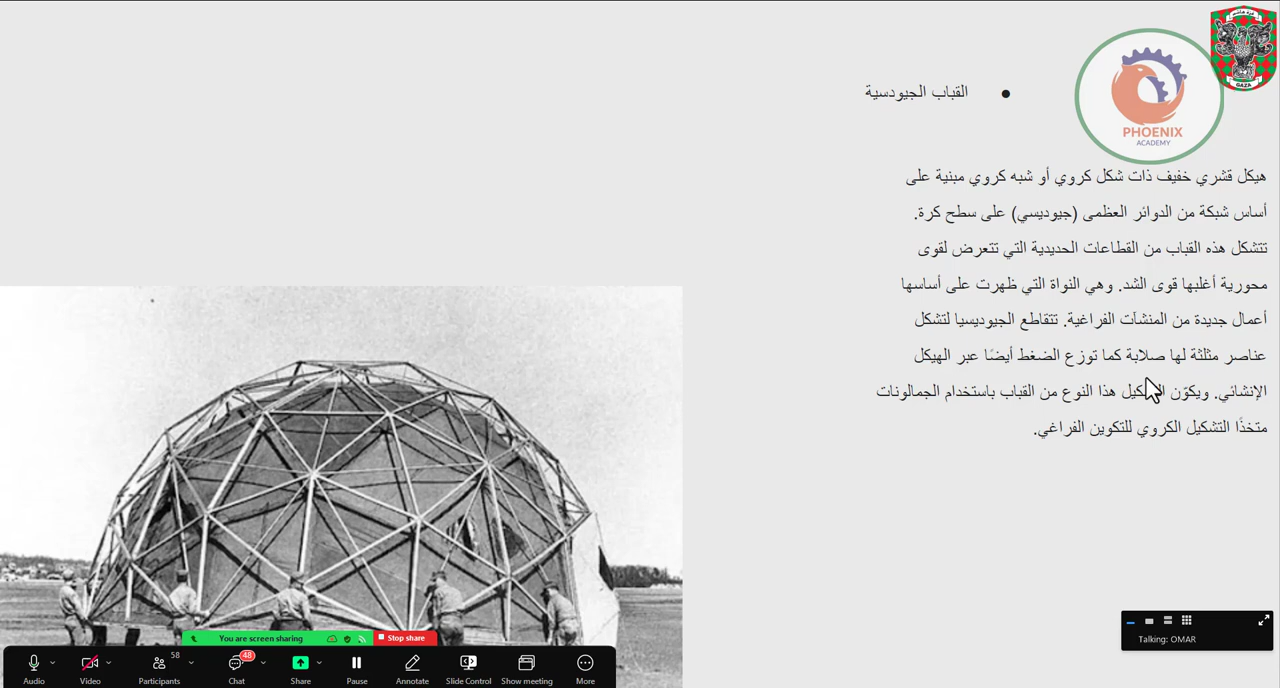 غزة هاشم
GAZA
PHOENIX
ACADEMY
القباب الجيودسية
هيكل قشري خفيف ذات شكل كروي أو شبه كروي مبنية على
أساس شبكة من الدوائر العظمى (جيوديسي) على سطح كرة.
تتشكل هذه القباب من القطاعات الحديدية التي تتعرض لقوى
محورية أغلبها قوى الشد. وهي النواة التي ظهرت على أساسها
أعمال جديدة من المنشآت الفراغية. تتقاطع الجيوديسيا لتشكل
عناصر مثلثة لها صلابة كما توزع الضغط أيضًا عبر الهيكل
الإنشائي. ويكوّن هذا النوع من القباب باستخدام الجمالونات
متخذًا التشكيل الكروي للتكوين الفراغي.
Talking: OMAR
You are screen sharing
Stop share
58
48
Audio
Video
Participants
Chat
Share
Pause
Annotate
Slide Control
Show meeting
More